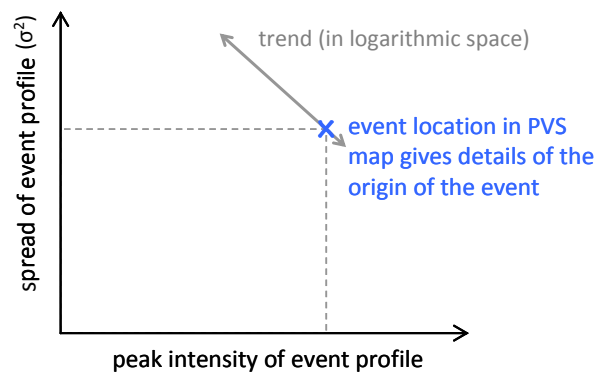 trend (in logarithmic space)
event location in PVS
map gives details of the
origin of the event
spread of event profile (σ²)
peak intensity of event profile